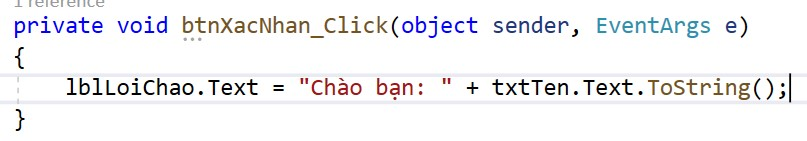 1 reference
private void btnXacNhan_Click(object sender, EventArgs e)
{
lblLoiChao.Text = "Chào bạn: " + txtTen.Text.ToString();
}